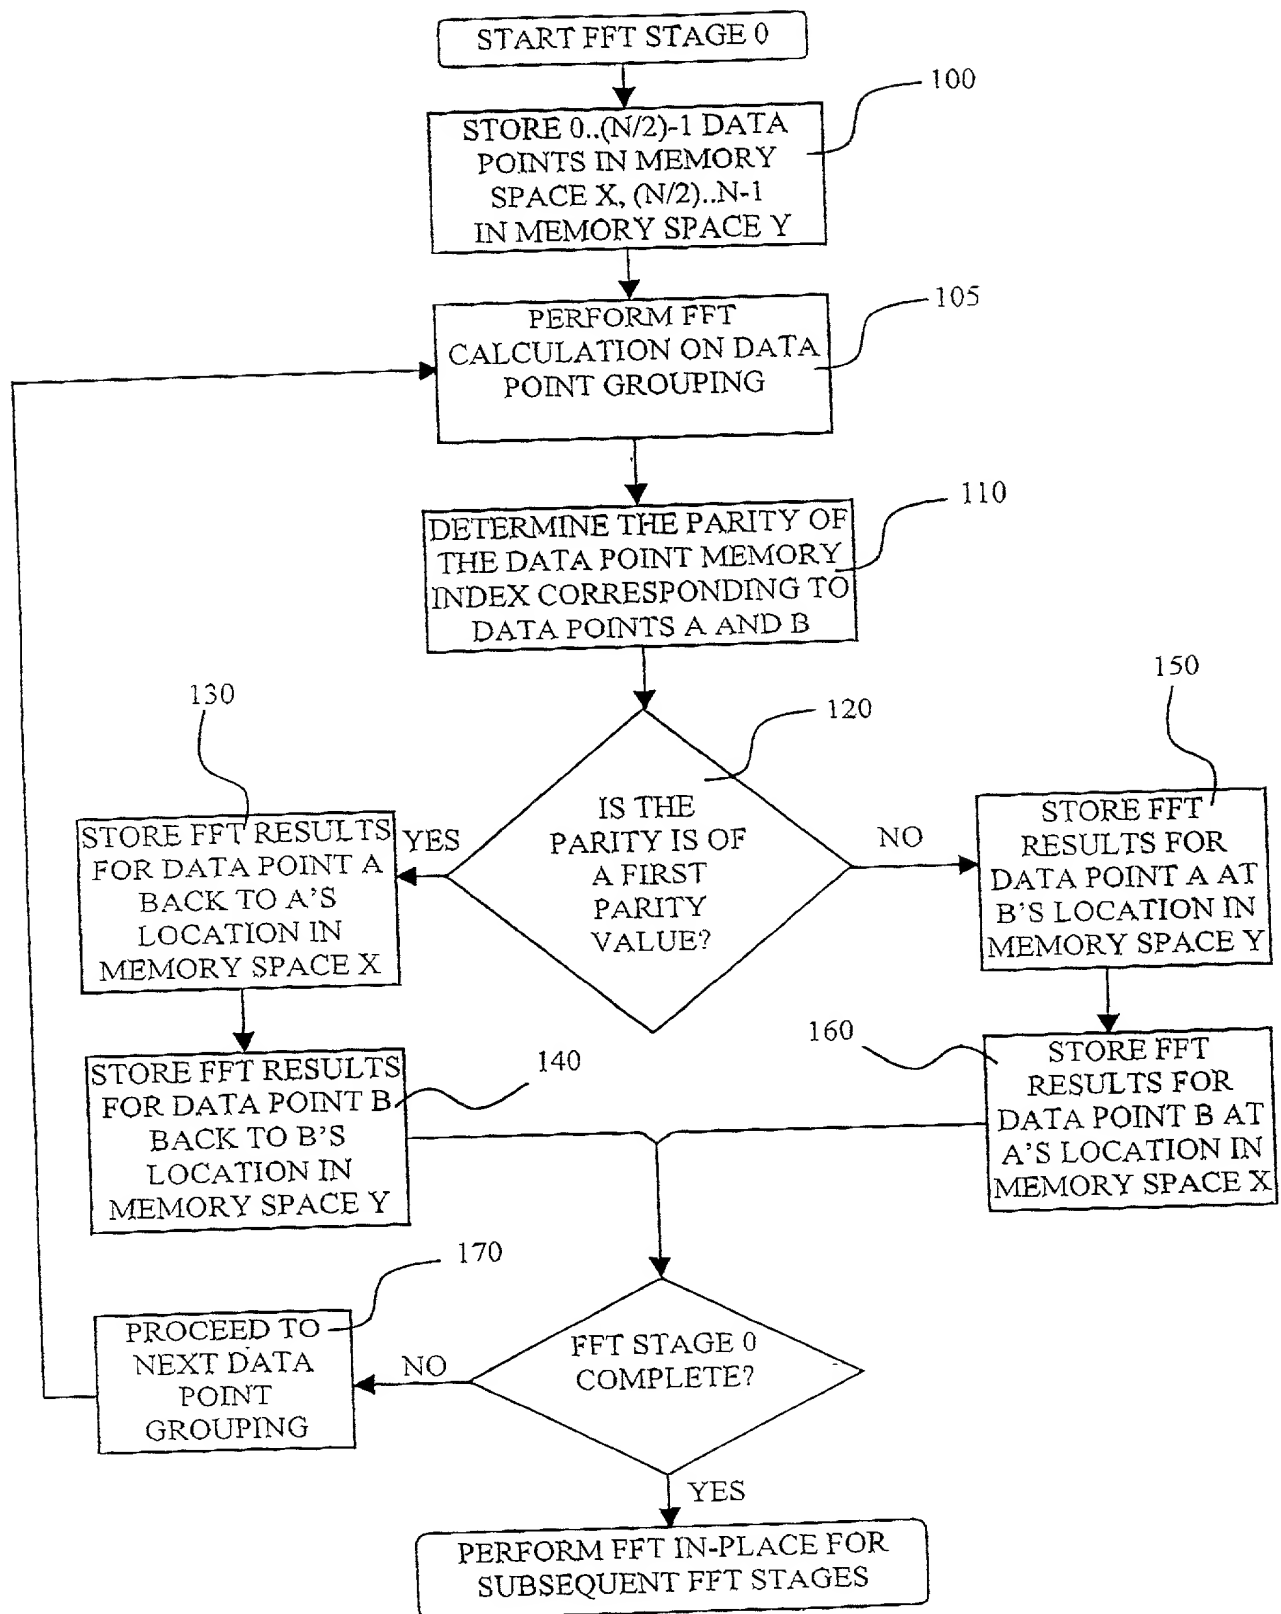 START FFT STAGE 0
100
STORE 0..(N/2)-1 DATA
POINTS IN MEMORY
SPACE X, (N/2)..N-1
IN MEMORY SPACE Y
105
PERFORM FFT
CALCULATION ON DATA
POINT GROUPING
110
DETERMINE THE PARITY OF
THE DATA POINT MEMORY
INDEX CORRESPONDING TO
DATA POINTS A AND B
120
IS THE
PARITY IS OF
A FIRST
PARITY
VALUE?
YES
130
STORE FFT RESULTS
FOR DATA POINT A
BACK TO A'S
LOCATION IN
MEMORY SPACE X
140
STORE FFT RESULTS
FOR DATA POINT B
BACK TO B'S
LOCATION IN
MEMORY SPACE Y
NO
150
STORE FFT
RESULTS FOR
DATA POINT A AT
B'S LOCATION IN
MEMORY SPACE Y
160
STORE FFT
RESULTS FOR
DATA POINT B AT
A'S LOCATION IN
MEMORY SPACE X
FFT STAGE 0
COMPLETE?
NO
170
PROCEED TO
NEXT DATA
POINT
GROUPING
YES
PERFORM FFT IN-PLACE FOR
SUBSEQUENT FFT STAGES